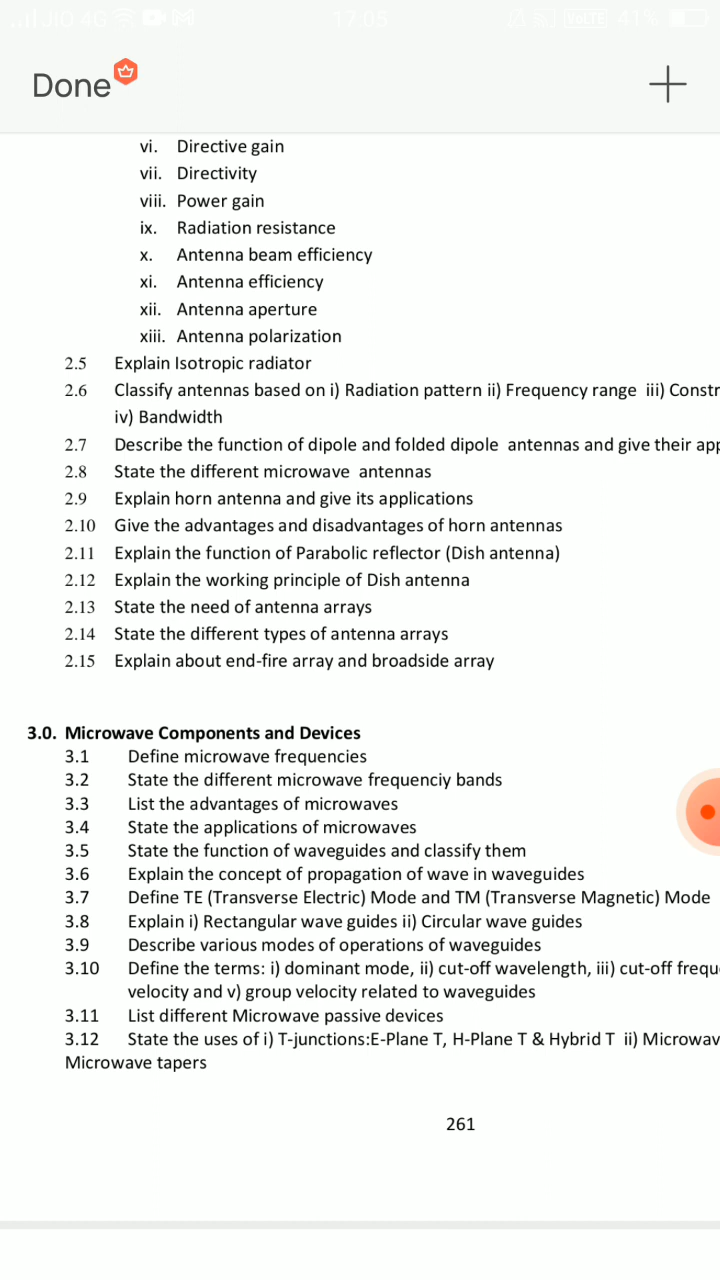 JIO 4G 17:05 VoLTE 41%
Done
vi. Directive gain
vii. Directivity
viii. Power gain
ix. Radiation resistance
x. Antenna beam efficiency
xi. Antenna efficiency
xii. Antenna aperture
xiii. Antenna polarization
2.5 Explain Isotropic radiator
2.6 Classify antennas based on i) Radiation pattern ii) Frequency range iii) Constr
iv) Bandwidth
2.7 Describe the function of dipole and folded dipole antennas and give their app
2.8 State the different microwave antennas
2.9 Explain horn antenna and give its applications
2.10 Give the advantages and disadvantages of horn antennas
2.11 Explain the function of Parabolic reflector (Dish antenna)
2.12 Explain the working principle of Dish antenna
2.13 State the need of antenna arrays
2.14 State the different types of antenna arrays
2.15 Explain about end-fire array and broadside array
3.0. Microwave Components and Devices
3.1 Define microwave frequencies
3.2 State the different microwave frequenciy bands
3.3 List the advantages of microwaves
3.4 State the applications of microwaves
3.5 State the function of waveguides and classify them
3.6 Explain the concept of propagation of wave in waveguides
3.7 Define TE (Transverse Electric) Mode and TM (Transverse Magnetic) Mode
3.8 Explain i) Rectangular wave guides ii) Circular wave guides
3.9 Describe various modes of operations of waveguides
3.10 Define the terms: i) dominant mode, ii) cut-off wavelength, iii) cut-off frequ
velocity and v) group velocity related to waveguides
3.11 List different Microwave passive devices
3.12 State the uses of i) T-junctions:E-Plane T, H-Plane T & Hybrid T ii) Microwav
Microwave tapers
261